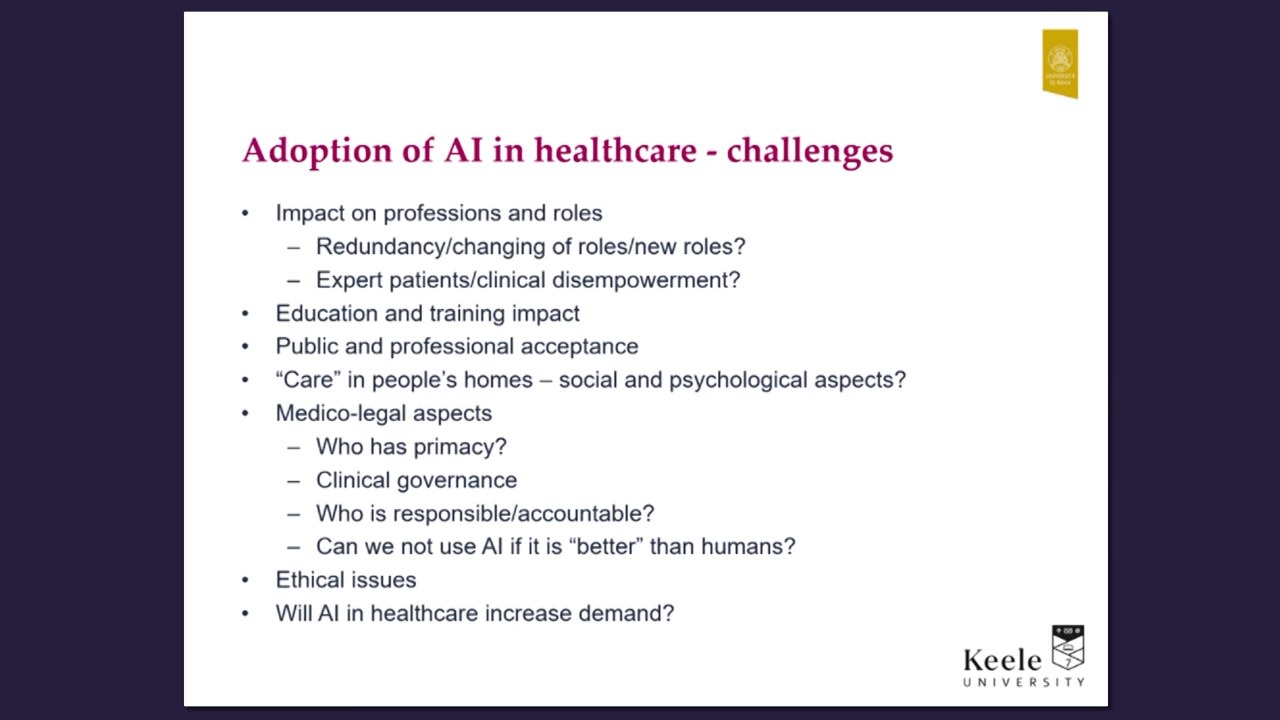 Adoption of AI in healthcare - challenges
• Impact on professions and roles
– Redundancy/changing of roles/new roles?
– Expert patients/clinical disempowerment?
• Education and training impact
• Public and professional acceptance
• “Care” in people’s homes – social and psychological aspects?
• Medico-legal aspects
– Who has primacy?
– Clinical governance
– Who is responsible/accountable?
– Can we not use AI if it is “better” than humans?
• Ethical issues
• Will AI in healthcare increase demand?
Keele
UNIVERSITY